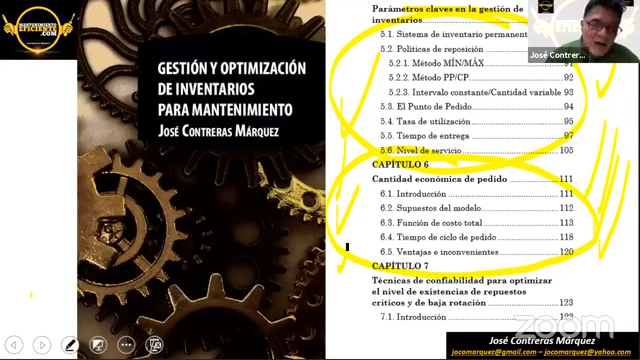 MANTENIMIENTO
EFICIENTE.COM
GESTIÓN Y OPTIMIZACIÓN
DE INVENTARIOS
PARA MANTENIMIENTO
JOSÉ CONTRERAS MÁRQUEZ
Parámetros claves en la gestión de
inventarios
5.1. Sistema de inventario permanent
5.2. Políticas de reposición
5.2.1. Método MÍN/MÁX 91
5.2.2. Método PP/CP 92
5.2.3. Intervalo constante/Cantidad variable 93
5.3. El Punto de Pedido 94
5.4. Tasa de utilización 95
5.5. Tiempo de entrega 97
5.6. Nivel de servicio 105
CAPÍTULO 6
Cantidad económica de pedido 111
6.1. Introducción 111
6.2. Supuestos del modelo 112
6.3. Función de costo total 113
6.4. Tiempo de ciclo de pedido 118
6.5. Ventajas e inconvenientes 120
CAPÍTULO 7
Técnicas de confiabilidad para optimizar
el nivel de existencias de repuestos
críticos y de baja rotación 123
7.1. Introducción 123
José Contrer...
EFICIENTE.COM
zoom
José Contreras Márquez
jocomarquez@gmail.com – jocomarquez@yahoo.com